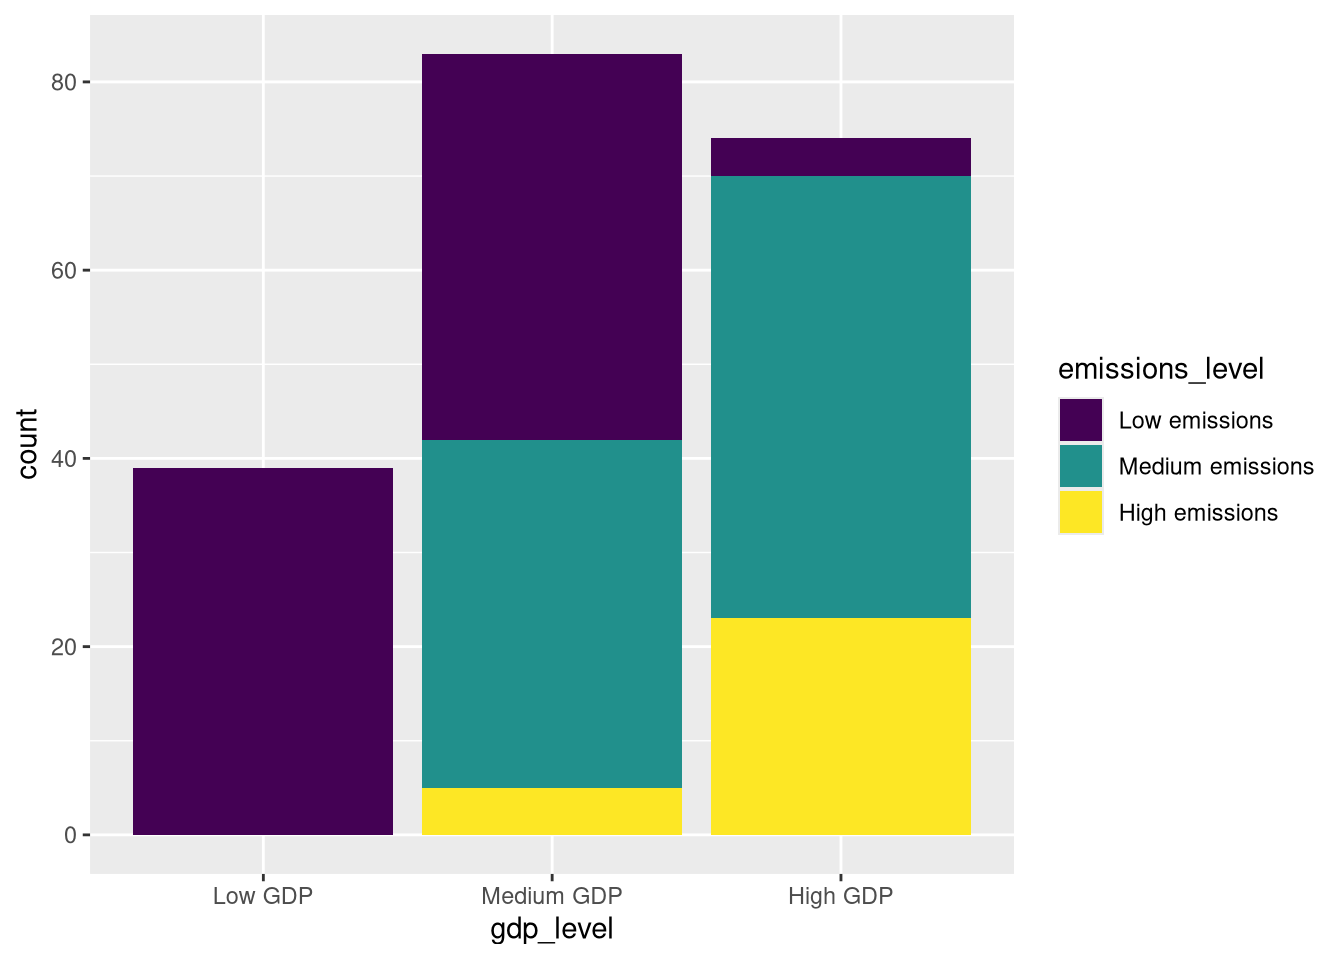 80
60
40
20
0
count
Low GDP
Medium GDP
High GDP
gdp_level
emissions_level
Low emissions
Medium emissions
High emissions